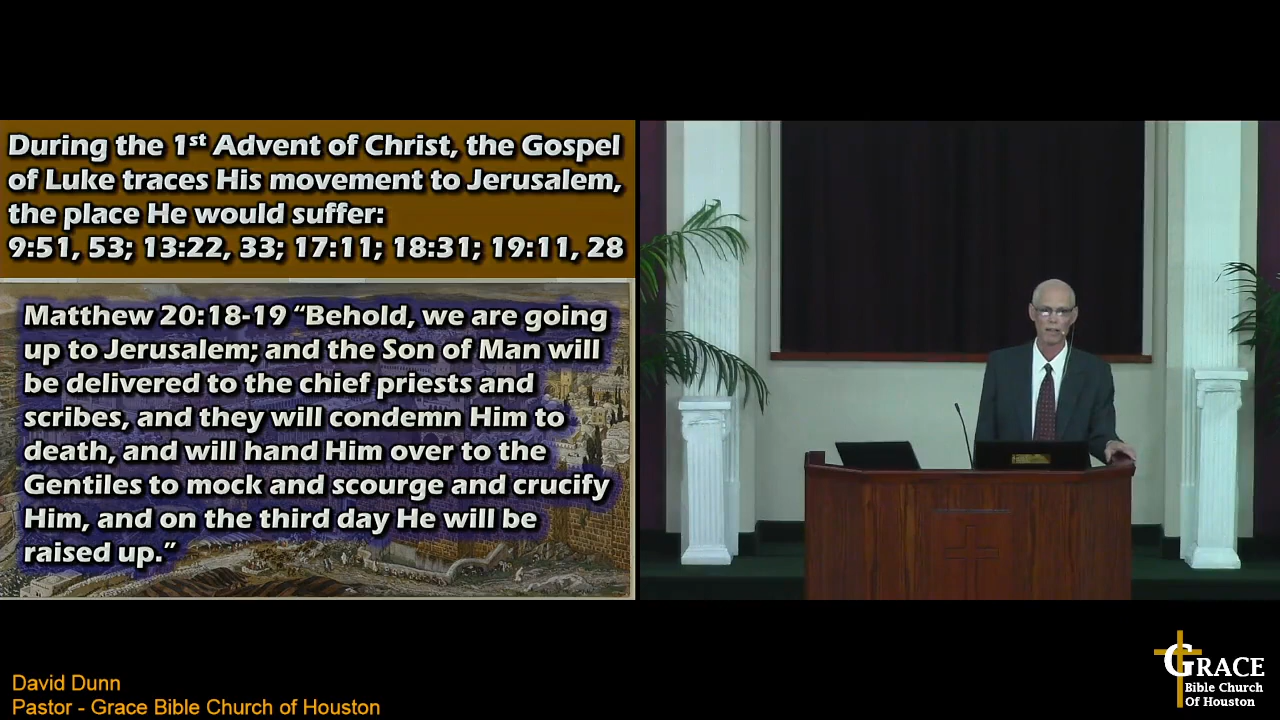 During the 1st Advent of Christ, the Gospel
of Luke traces His movement to Jerusalem,
the place He would suffer:
9:51, 53; 13:22, 33; 17:11; 18:31; 19:11, 28
Matthew 20:18-19 “Behold, we are going
up to Jerusalem; and the Son of Man will
be delivered to the chief priests and
scribes, and they will condemn Him to
death, and will hand Him over to the
Gentiles to mock and scourge and crucify
Him, and on the third day He will be
raised up.”
David Dunn
Pastor - Grace Bible Church of Houston
GRACE
Bible Church
Of Houston